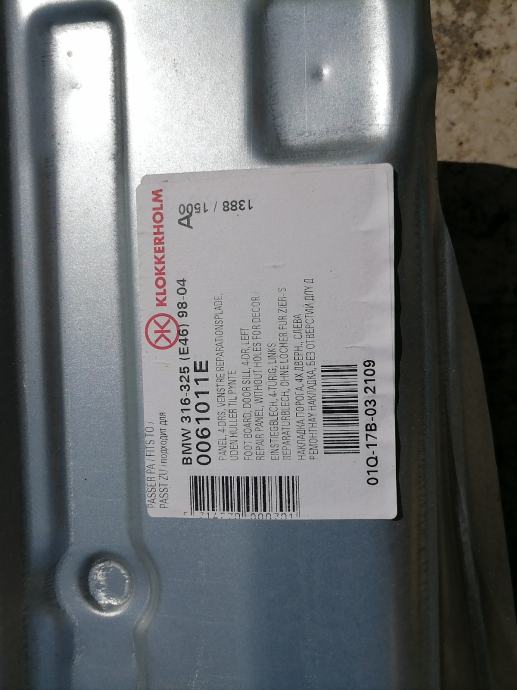 KLOKKERHOLM
PASSER PÅ / FITS TO /
PASST ZU / подходит для
BMW 316-325 (E46) 98-04
0061011E
PANEL, 4-DRS, VENSTRE REPARATIONSPLADE,
UDEN HULLER TIL PYNTE
FOOT BOARD, DOOR SILL, 4-DR, LEFT
REPAIR PANEL WITHOUT HOLES FOR DECOR /
EINSTIEGBLECH, 4-TÜRIG, LINKS
REPARATURBLECH, OHNE LÖCHER FÜR ZIER-S
НАКЛАДКА ПОРОГА, 4Х ДВЕРН., СЛЕВА
РЕМОНТНАЯ НАКЛАДКА, БЕЗ ОТВЕРСТИЙ ДЛЯ Д
01Q-17B-03 2109
A
1388 / 1500